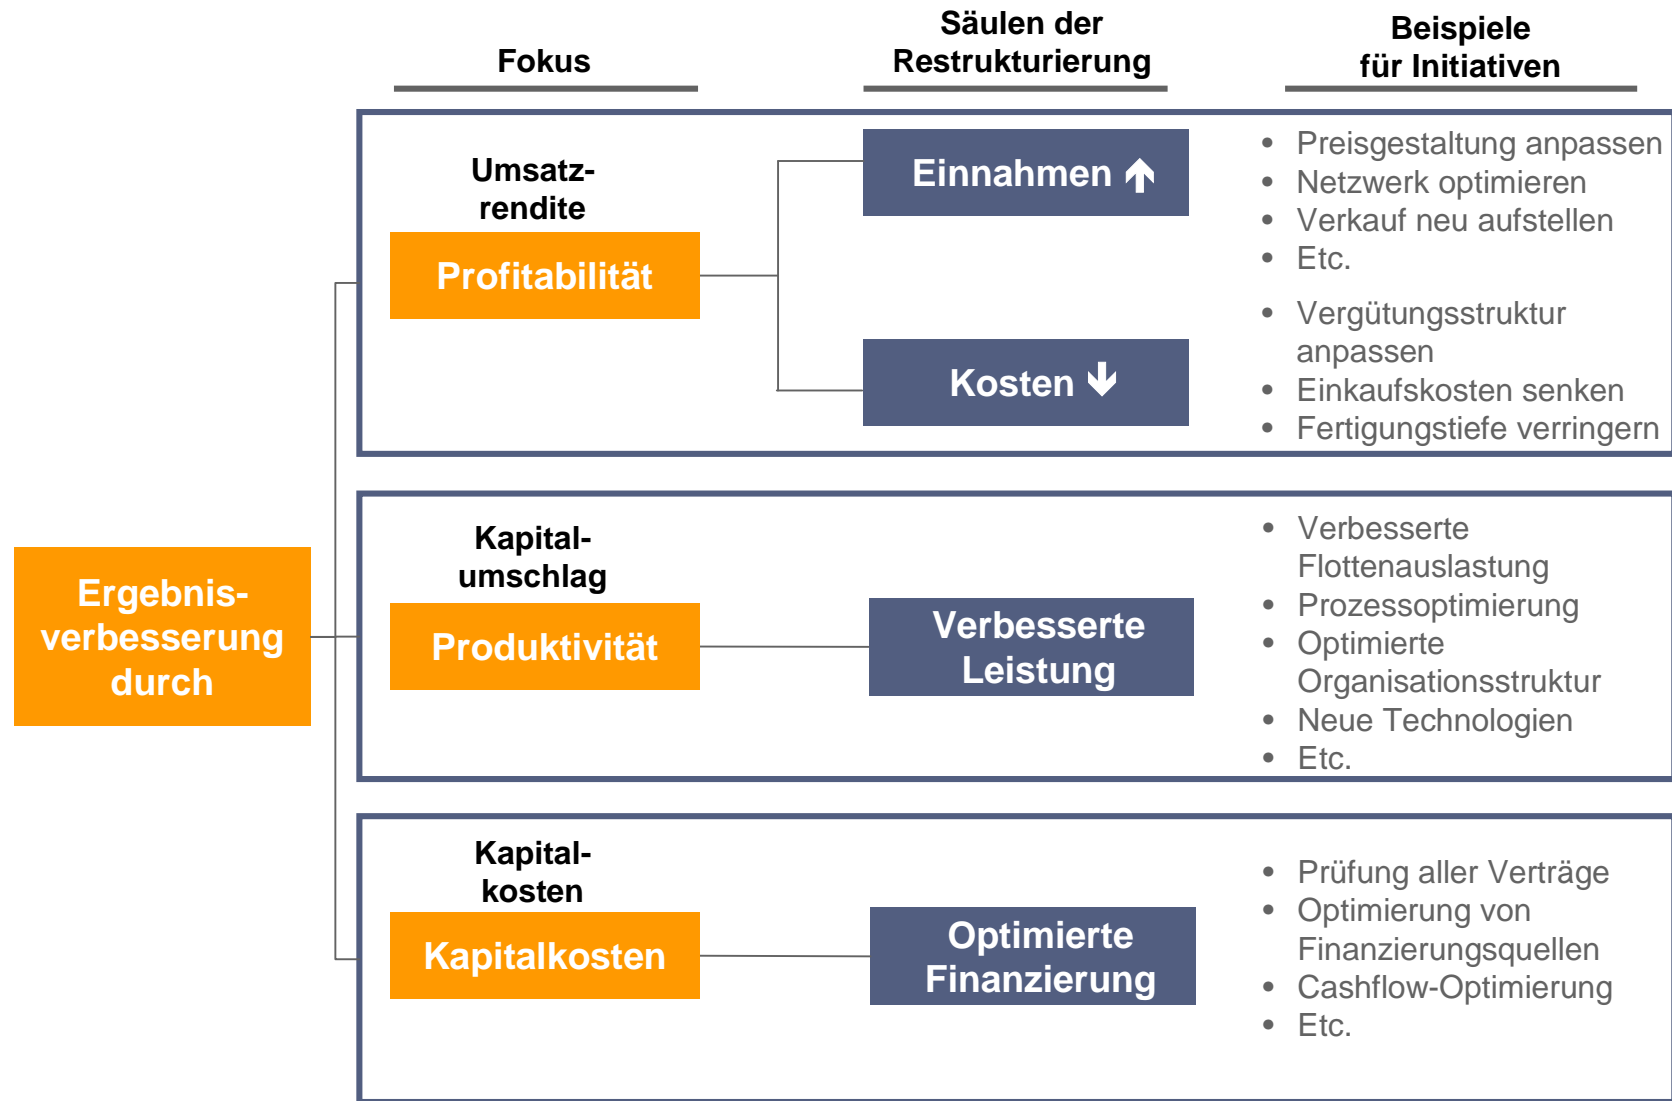 Fokus
Säulen der
Restrukturierung
Beispiele
für Initiativen
Ergebnis-
verbesserung
durch
Umsatz-
rendite
Profitabilität
Einnahmen ↑
• Preisgestaltung anpassen
• Netzwerk optimieren
• Verkauf neu aufstellen
• Etc.
Kosten ↓
• Vergütungsstruktur
anpassen
• Einkaufskosten senken
• Fertigungstiefe verringern
Kapital-
umschlag
Produktivität
Verbesserte
Leistung
• Verbesserte
Flottenauslastung
• Prozessoptimierung
• Optimierte
Organisationsstruktur
• Neue Technologien
• Etc.
Kapital-
kosten
Kapitalkosten
Optimierte
Finanzierung
• Prüfung aller Verträge
• Optimierung von
Finanzierungsquellen
• Cashflow-Optimierung
• Etc.